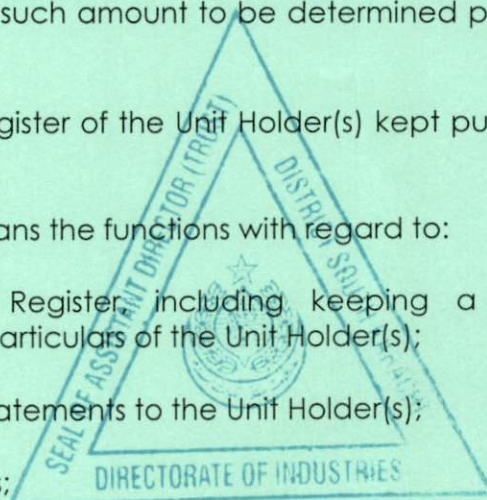 such amount to be determined p
gister of the Unit Holder(s) kept pu
ans the functions with regard to:
Register, including keeping a
articulars of the Unit Holder(s);
atements to the Unit Holder(s);
s;
SEAL OF ASSISTANT DIRECTOR (TRUST)
DISTRICT SOUTH
DIRECTORATE OF INDUSTRIES